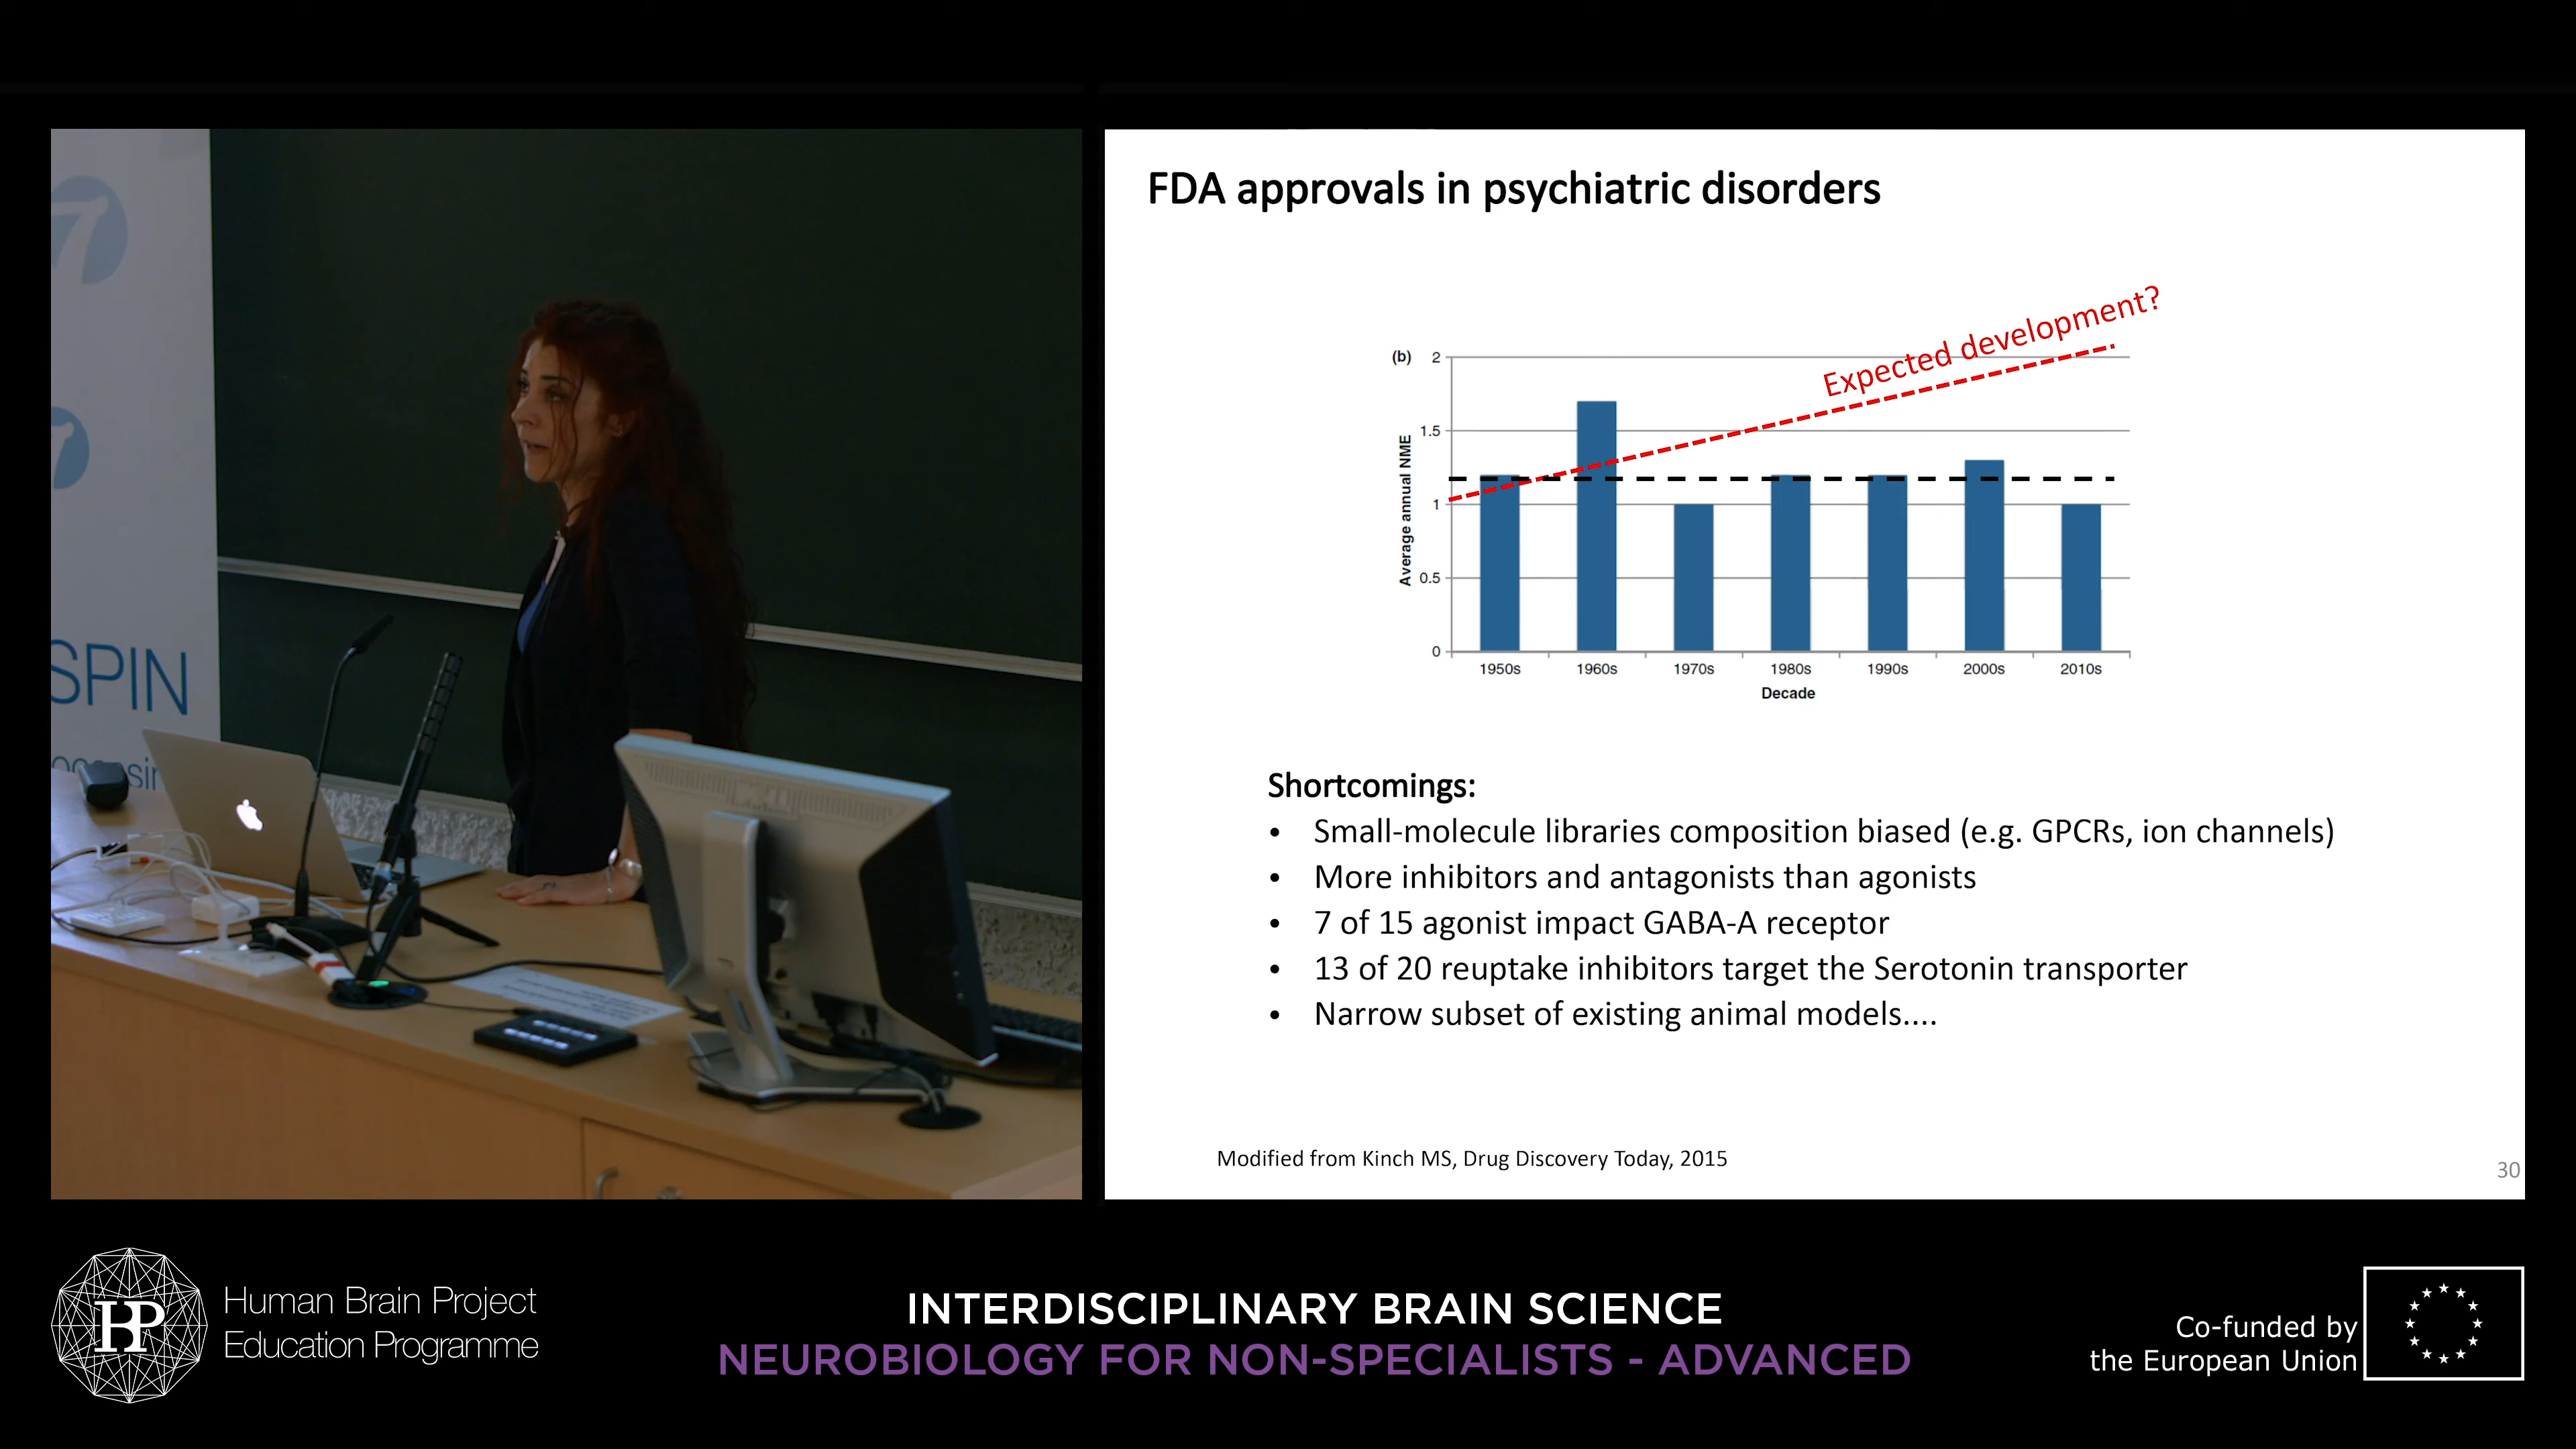 SPIN
FDA approvals in psychiatric disorders
Expected development?
(b)
2
1.5
1
0.5
0
Average annual NME
1950s 1960s 1970s 1980s 1990s 2000s 2010s
Decade
Shortcomings:
• Small-molecule libraries composition biased (e.g. GPCRs, ion channels)
• More inhibitors and antagonists than agonists
• 7 of 15 agonist impact GABA-A receptor
• 13 of 20 reuptake inhibitors target the Serotonin transporter
• Narrow subset of existing animal models....
Modified from Kinch MS, Drug Discovery Today, 2015
30
HBP
Human Brain Project
Education Programme
INTERDISCIPLINARY BRAIN SCIENCE
NEUROBIOLOGY FOR NON-SPECIALISTS - ADVANCED
Co-funded by
the European Union